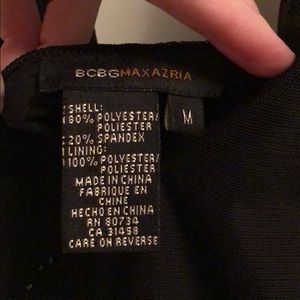 BCBGMAXAZRIA
SHELL:
80% POLYESTER/
POLIESTER
20% SPANDEX
LINING:
100% POLYESTER/
POLIESTER
MADE IN CHINA
FABRIQUE EN
CHINE
HECHO EN CHINA
RN 80734
CA 31458
CARE ON REVERSE
M